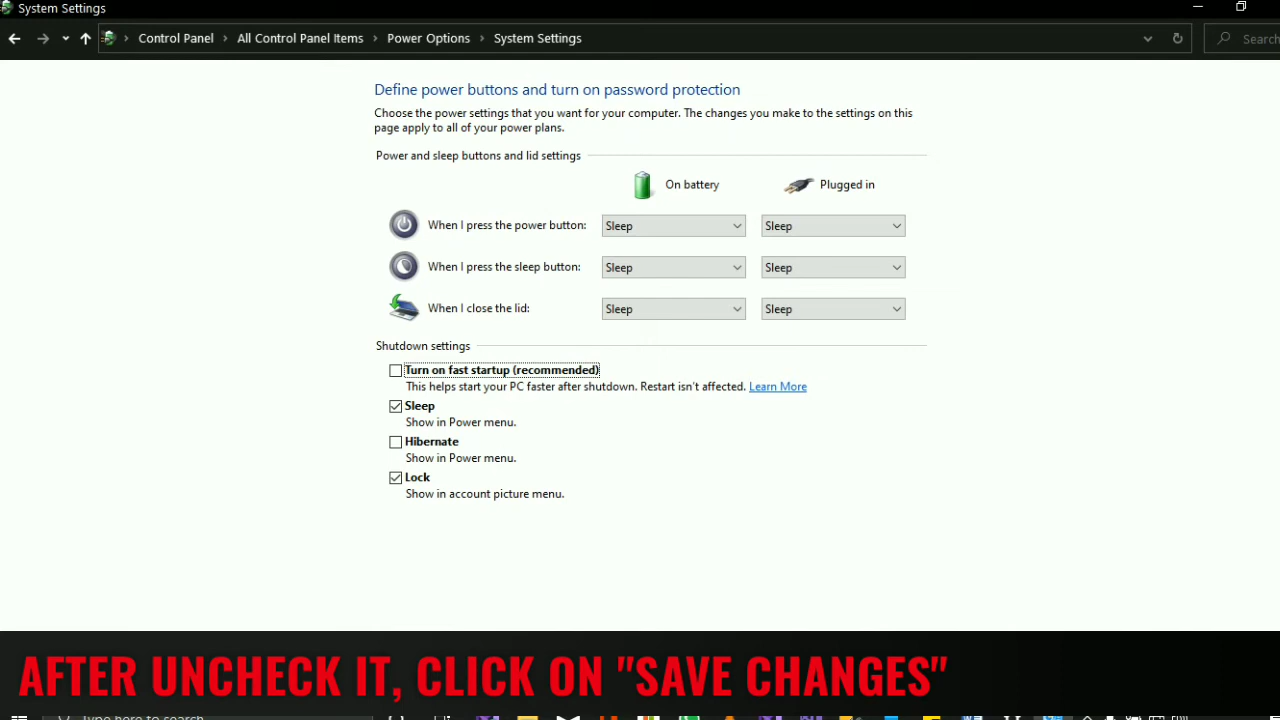 System Settings
Control Panel > All Control Panel Items > Power Options > System Settings
Search
Define power buttons and turn on password protection
Choose the power settings that you want for your computer. The changes you make to the settings on this
page apply to all of your power plans.
Power and sleep buttons and lid settings
On battery Plugged in
When I press the power button: Sleep Sleep
When I press the sleep button: Sleep Sleep
When I close the lid: Sleep Sleep
Shutdown settings
Turn on fast startup (recommended)
This helps start your PC faster after shutdown. Restart isn't affected. Learn More
Sleep
Show in Power menu.
Hibernate
Show in Power menu.
Lock
Show in account picture menu.
AFTER UNCHECK IT, CLICK ON "SAVE CHANGES"
Type here to search